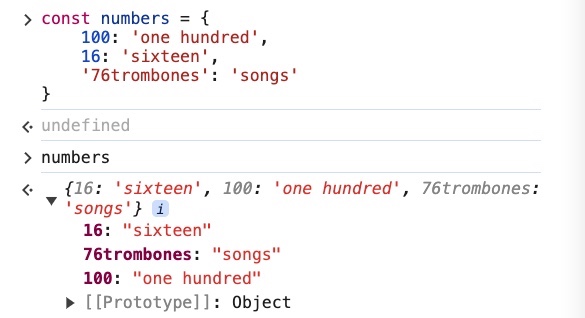 const numbers = {
100: 'one hundred',
16: 'sixteen',
'76trombones': 'songs'
}
undefined
numbers
{16: 'sixteen', 100: 'one hundred', 76trombones:
'songs'} i
16: "sixteen"
76trombones: "songs"
100: "one hundred"
[[Prototype]]: Object